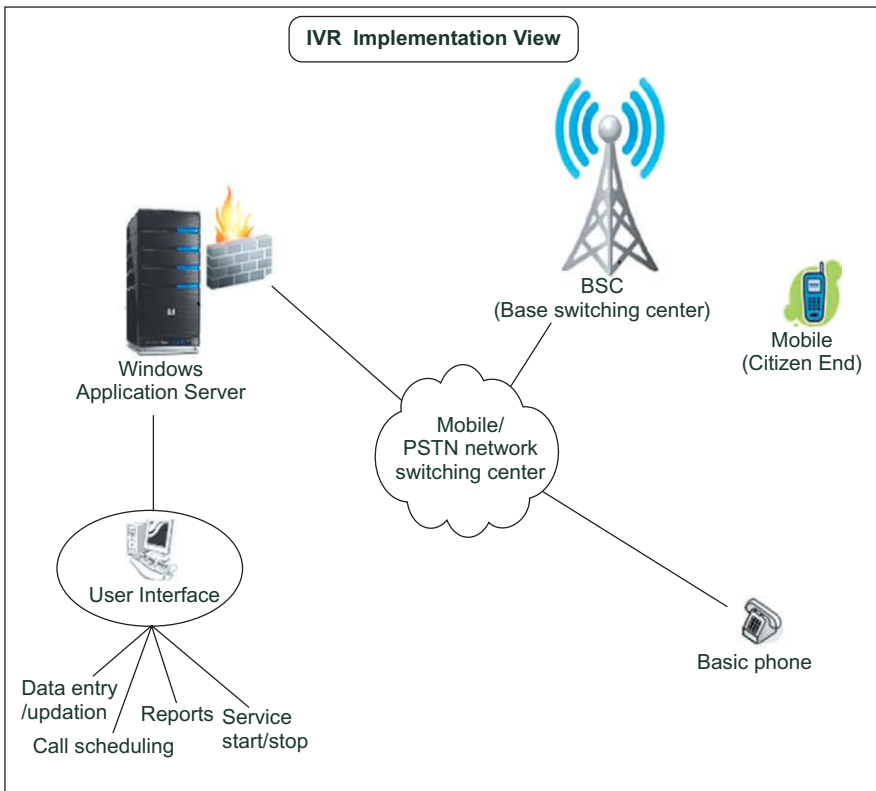 IVR Implementation View
BSC
(Base switching center)
Mobile
(Citizen End)
Windows
Application Server
Mobile/
PSTN network
switching center
User Interface
Basic phone
Data entry
/updation
Call scheduling
Reports
Service
start/stop